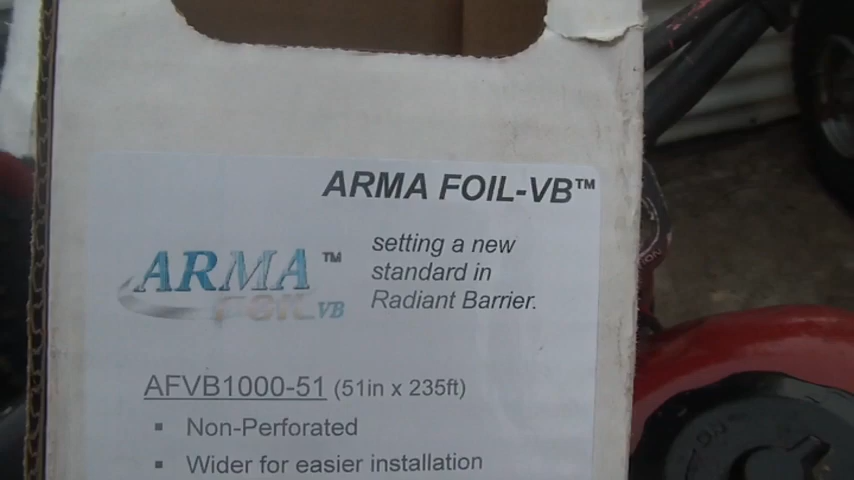 ARMA FOIL-VB™
ARMA™
FOIL VB
setting a new
standard in
Radiant Barrier.
AFVB1000-51 (51in x 235ft)
▪ Non-Perforated
▪ Wider for easier installation